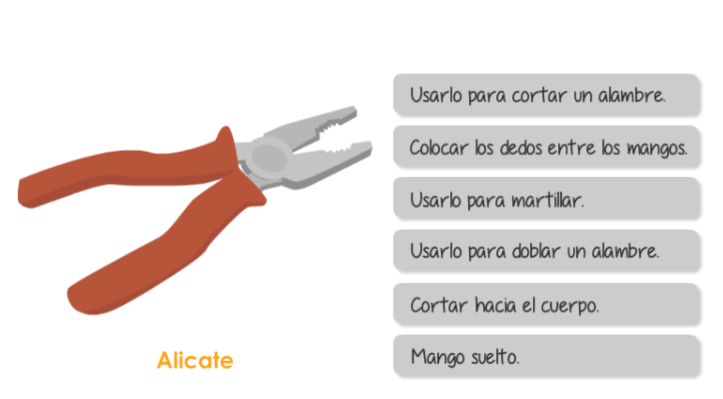 Usarlo para cortar un alambre.
Colocar los dedos entre los mangos.
Usarlo para martillar.
Usarlo para doblar un alambre.
Cortar hacia el cuerpo.
Mango suelto.
Alicate